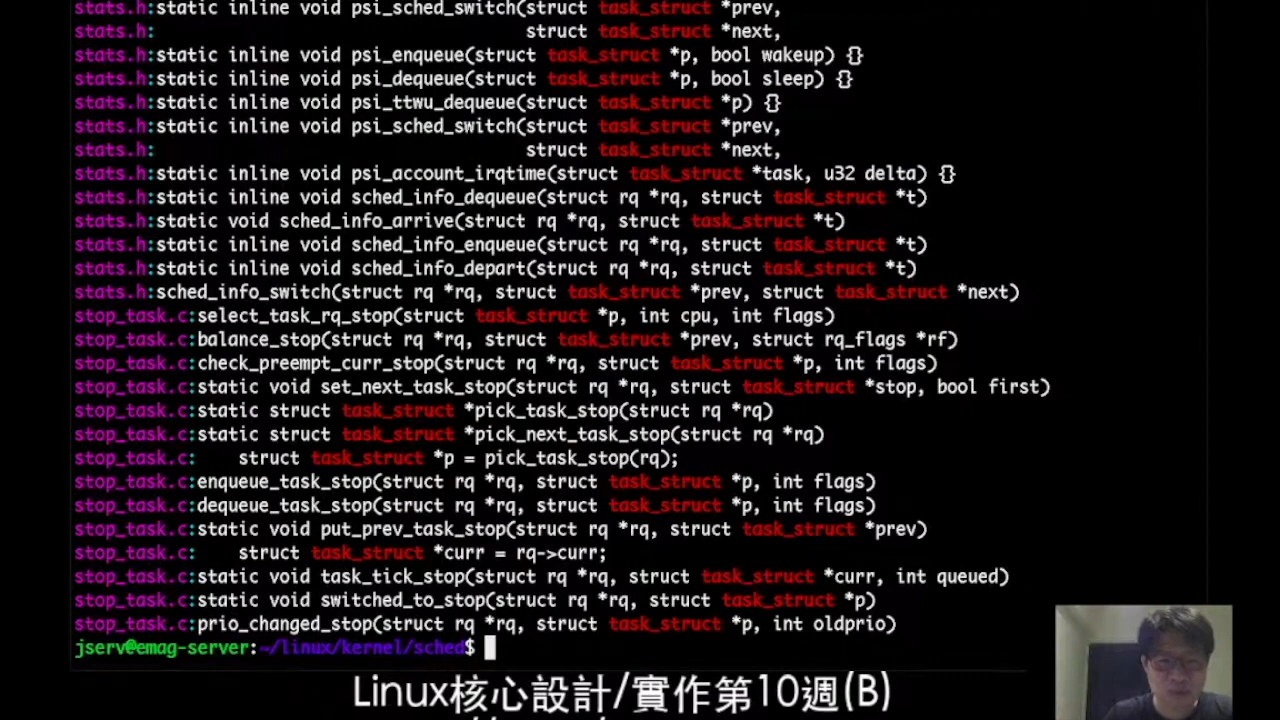 stats.h:static inline void psi_sched_switch(struct task_struct *prev,
stats.h:                                    struct task_struct *next,
stats.h:static inline void psi_enqueue(struct task_struct *p, bool wakeup) {}
stats.h:static inline void psi_dequeue(struct task_struct *p, bool sleep) {}
stats.h:static inline void psi_ttwu_dequeue(struct task_struct *p) {}
stats.h:static inline void psi_sched_switch(struct task_struct *prev,
stats.h:                                    struct task_struct *next,
stats.h:static inline void psi_account_irqtime(struct task_struct *task, u32 delta) {}
stats.h:static inline void sched_info_dequeue(struct rq *rq, struct task_struct *t)
stats.h:static void sched_info_arrive(struct rq *rq, struct task_struct *t)
stats.h:static inline void sched_info_enqueue(struct rq *rq, struct task_struct *t)
stats.h:static inline void sched_info_depart(struct rq *rq, struct task_struct *t)
stats.h:sched_info_switch(struct rq *rq, struct task_struct *prev, struct task_struct *next)
stop_task.c:select_task_rq_stop(struct task_struct *p, int cpu, int flags)
stop_task.c:balance_stop(struct rq *rq, struct task_struct *prev, struct rq_flags *rf)
stop_task.c:check_preempt_curr_stop(struct rq *rq, struct task_struct *p, int flags)
stop_task.c:static void set_next_task_stop(struct rq *rq, struct task_struct *stop, bool first)
stop_task.c:static struct task_struct *pick_task_stop(struct rq *rq)
stop_task.c:static struct task_struct *pick_next_task_stop(struct rq *rq)
stop_task.c:    struct task_struct *p = pick_task_stop(rq);
stop_task.c:enqueue_task_stop(struct rq *rq, struct task_struct *p, int flags)
stop_task.c:dequeue_task_stop(struct rq *rq, struct task_struct *p, int flags)
stop_task.c:static void put_prev_task_stop(struct rq *rq, struct task_struct *prev)
stop_task.c:    struct task_struct *curr = rq->curr;
stop_task.c:static void task_tick_stop(struct rq *rq, struct task_struct *curr, int queued)
stop_task.c:static void switched_to_stop(struct rq *rq, struct task_struct *p)
stop_task.c:prio_changed_stop(struct rq *rq, struct task_struct *p, int oldprio)
jserv@emag-server:~/linux/kernel/sched$
Linux核心設計/實作第10週(B)